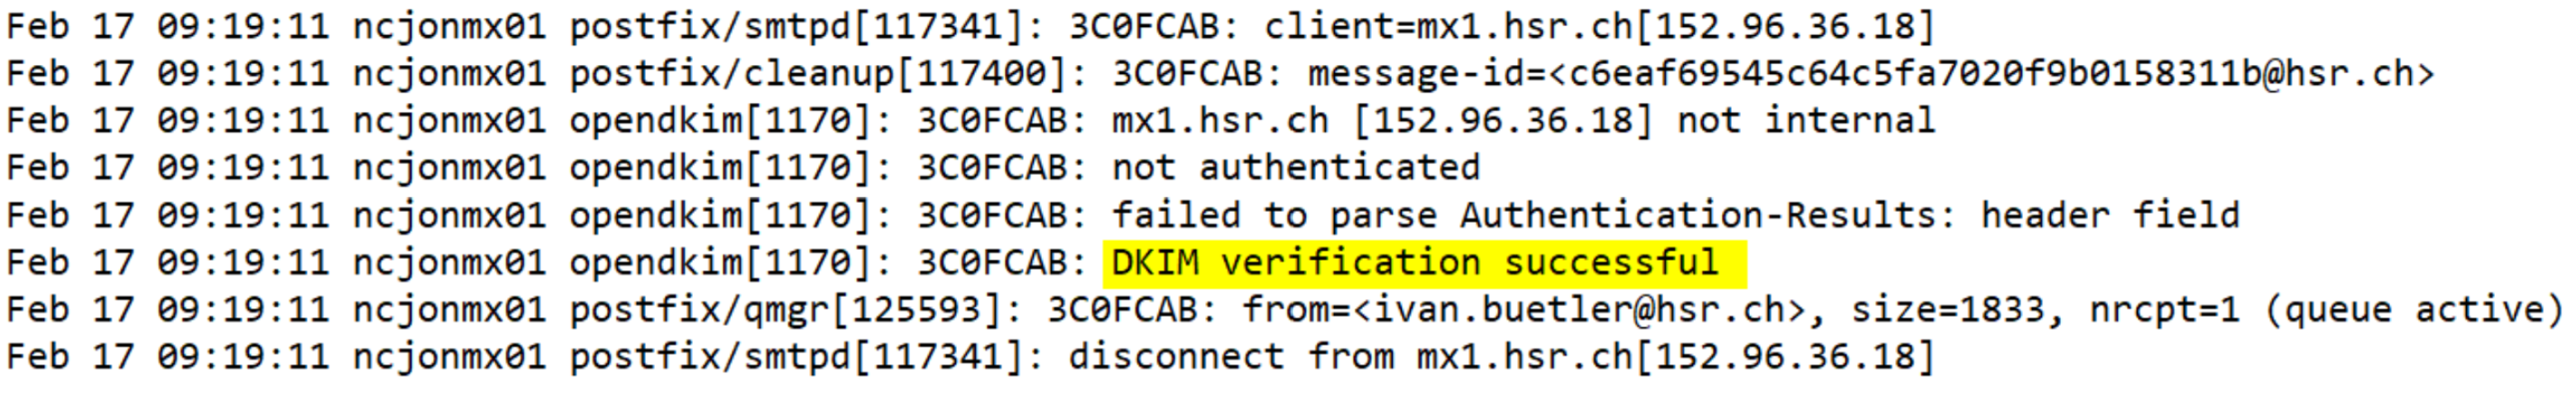 Feb 17 09:19:11 ncjonmx01 postfix/smtpd[117341]: 3C0FCAB: client=mx1.hsr.ch[152.96.36.18]
Feb 17 09:19:11 ncjonmx01 postfix/cleanup[117400]: 3C0FCAB: message-id=<c6eaf69545c64c5fa7020f9b0158311b@hsr.ch>
Feb 17 09:19:11 ncjonmx01 opendkim[1170]: 3C0FCAB: mx1.hsr.ch [152.96.36.18] not internal
Feb 17 09:19:11 ncjonmx01 opendkim[1170]: 3C0FCAB: not authenticated
Feb 17 09:19:11 ncjonmx01 opendkim[1170]: 3C0FCAB: failed to parse Authentication-Results: header field
Feb 17 09:19:11 ncjonmx01 opendkim[1170]: 3C0FCAB: DKIM verification successful
Feb 17 09:19:11 ncjonmx01 postfix/qmgr[125593]: 3C0FCAB: from=<ivan.buetler@hsr.ch>, size=1833, nrcpt=1 (queue active)
Feb 17 09:19:11 ncjonmx01 postfix/smtpd[117341]: disconnect from mx1.hsr.ch[152.96.36.18]